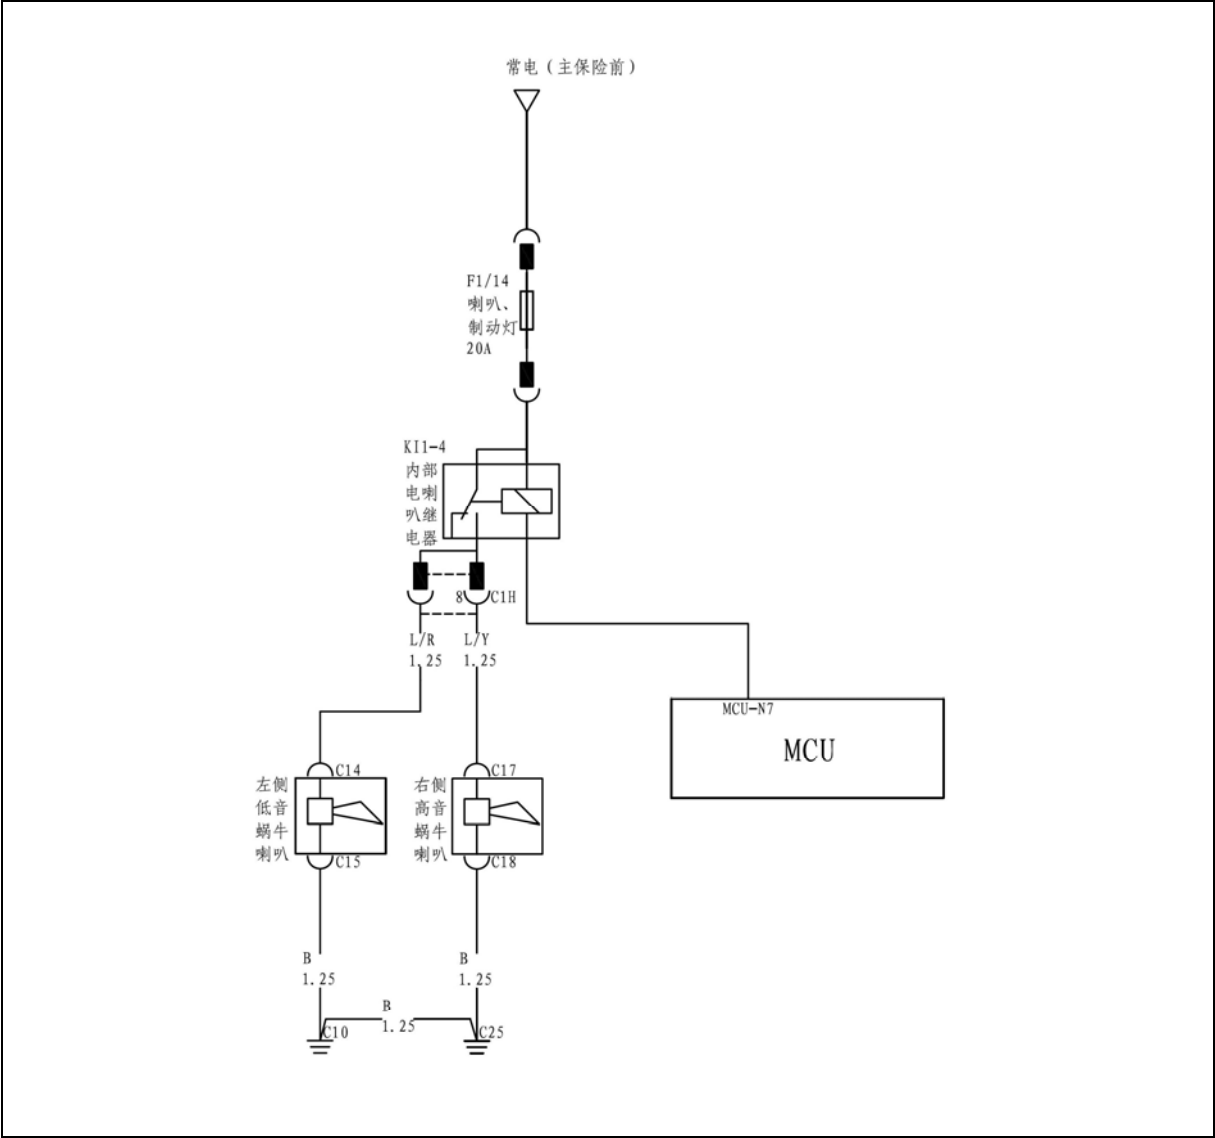 常电（主保险前）
F1/14
喇叭、
制动灯
20A
KI1-4
内部
电喇
叭继
电器
8
C1H
L/R
1.25
L/Y
1.25
MCU-N7
MCU
左侧
低音
蜗牛
喇叭
C14
C15
右侧
高音
蜗牛
喇叭
C17
C18
B
1.25
B
1.25
B
1.25
C10
C25